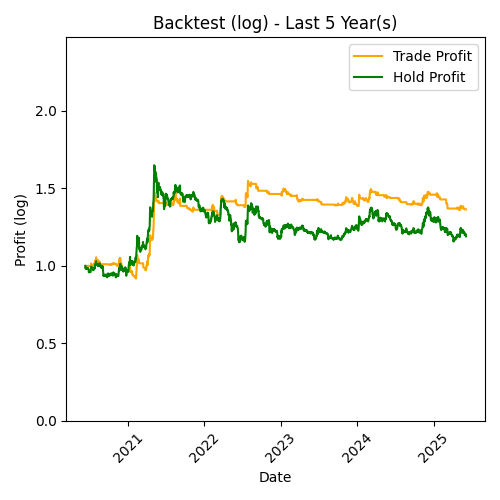 Backtest (log) - Last 5 Year(s)
Trade Profit
Hold Profit
Profit (log)
2.0
1.5
1.0
0.5
0.0
2021
2022
2023
2024
2025
Date